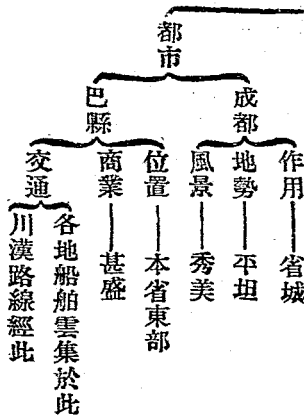 都市
成都
作用
省城
地勢
平坦
風景
秀美
巴縣
位置
本省東部
商業
甚盛
交通
各地船舶雲集於此
川漢路線經此